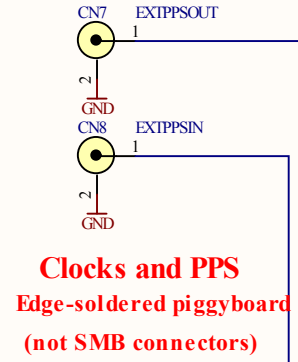 CN7 EXTPPSOUT
1
2
GND
CN8 EXTPPSIN
1
2
GND
Clocks and PPS
Edge-soldered piggyboard
(not SMB connectors)